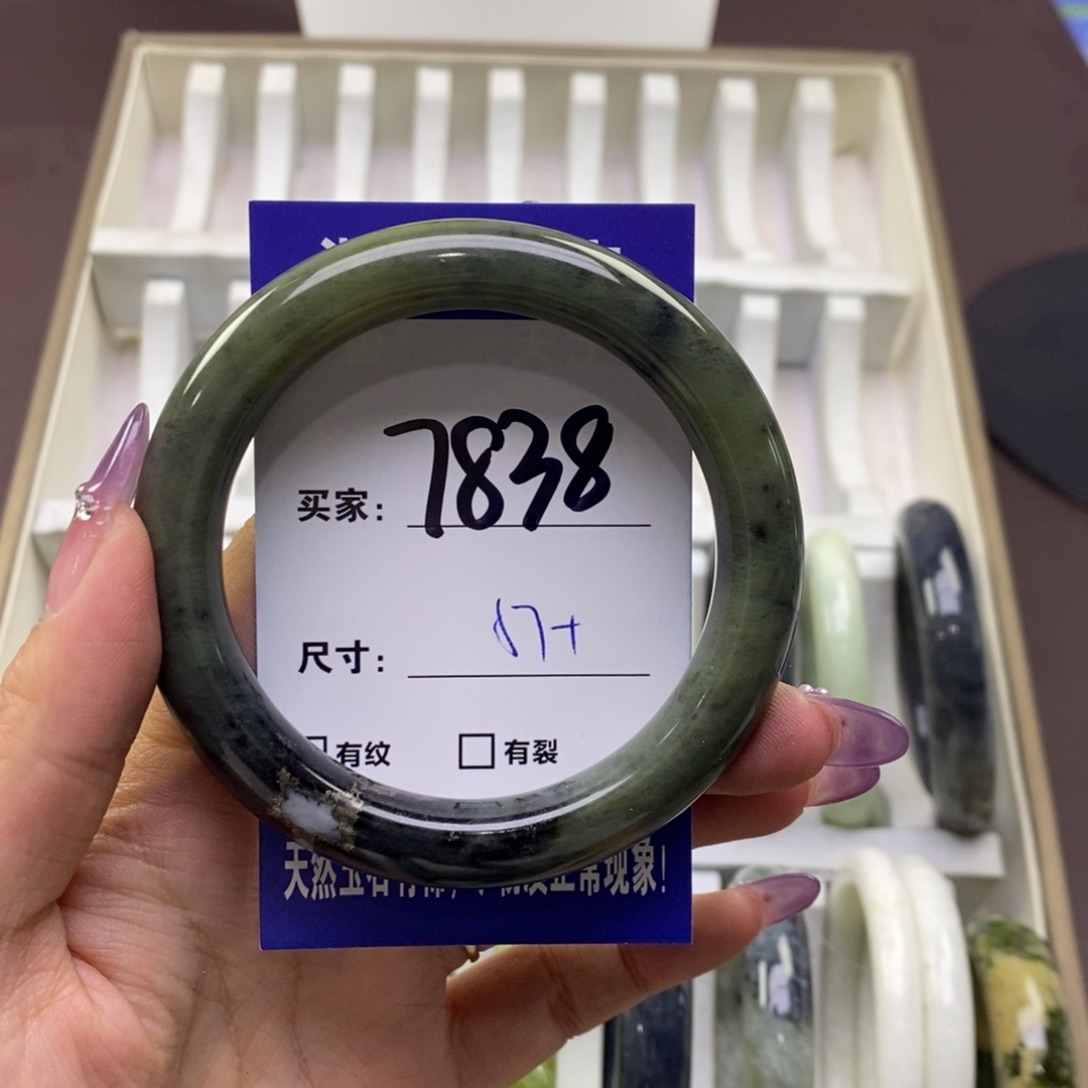 买家: 7838
尺寸: 57+
有纹 □有裂
天然玉石有棉, 正常现象!